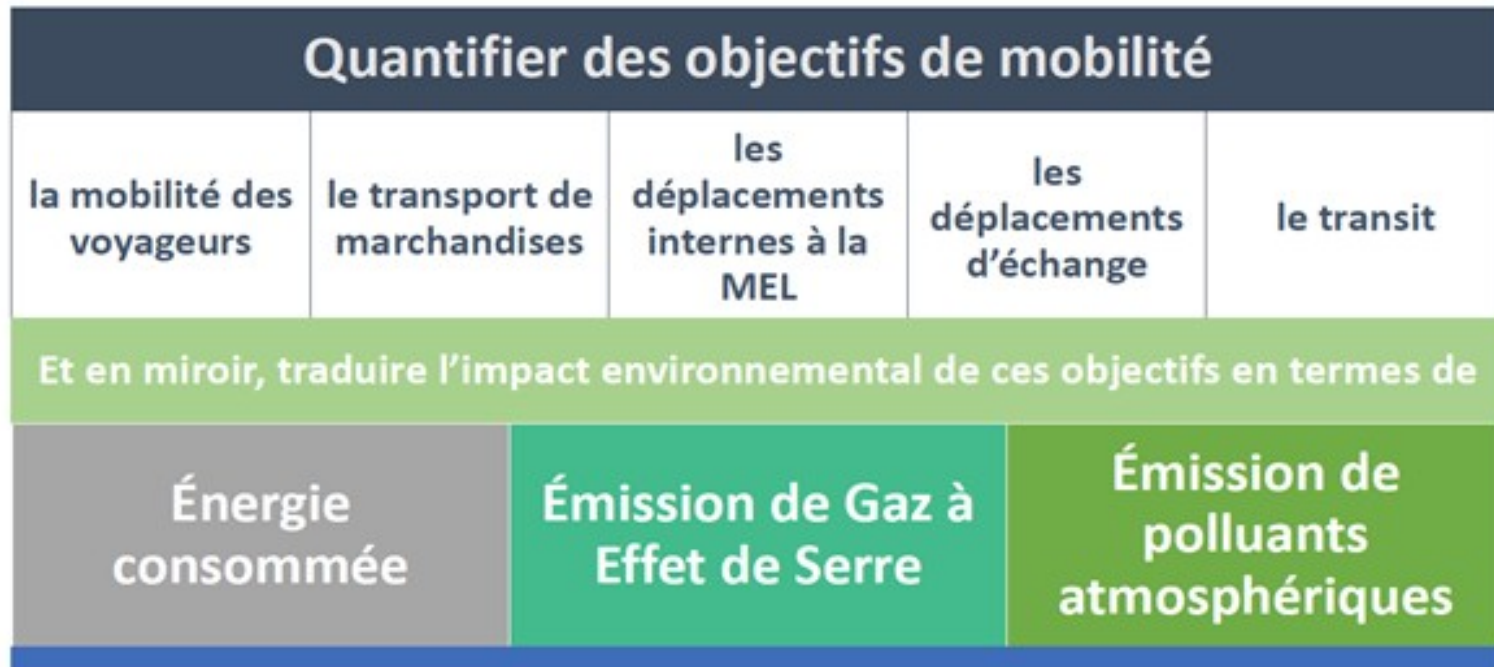 Quantifier des objectifs de mobilité
la mobilité des
voyageurs
le transport de
marchandises
les
déplacements
internes à la
MEL
les
déplacements
d’échange
le transit
Et en miroir, traduire l’impact environnemental de ces objectifs en termes de
Énergie
consommée
Émission de Gaz à
Effet de Serre
Émission de
polluants
atmosphériques